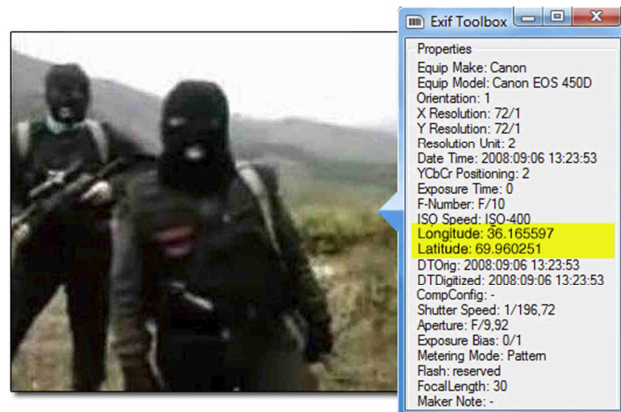 Exif Toolbox
Properties
Equip Make: Canon
Equip Model: Canon EOS 450D
Orientation: 1
X Resolution: 72/1
Y Resolution: 72/1
Resolution Unit: 2
Date Time: 2008:09:06 13:23:53
YCbCr Positioning: 2
Exposure Time: 0
F-Number: F/10
ISO Speed: ISO-400
Longitude: 36.165597
Latitude: 69.960251
DTOrig: 2008:09:06 13:23:53
DTDigitized: 2008:09:06 13:23:53
CompConfig: -
Shutter Speed: 1/196,72
Aperture: F/9,92
Exposure Bias: 0/1
Metering Mode: Pattern
Flash: reserved
FocalLength: 30
Maker Note: -